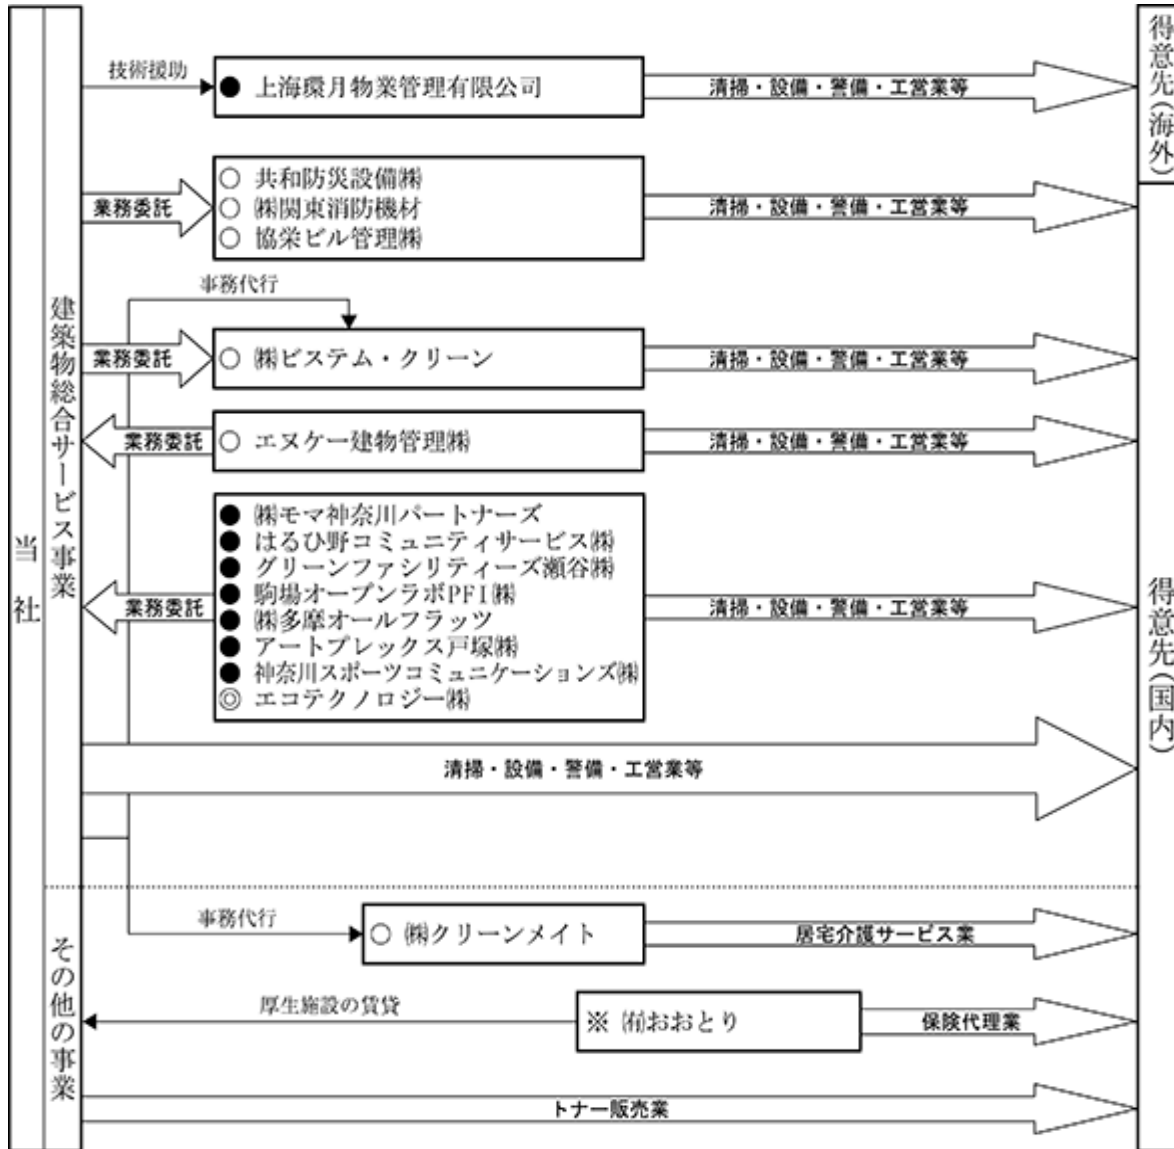 当社
建築物総合サービス事業
その他の事業
技術援助
● 上海環月物業管理有限公司
清掃・設備・警備・工営業等
得意先(海外)
業務委託
○ 共和防災設備㈱
○ ㈱関東消防機材
○ 協栄ビル管理㈱
清掃・設備・警備・工営業等
事務代行
業務委託
○ ㈱ビステム・クリーン
清掃・設備・警備・工営業等
業務委託
○ エヌケー建物管理㈱
清掃・設備・警備・工営業等
● ㈱モマ神奈川パートナーズ
● はるひ野コミュニティサービス㈱
● グリーンファシリティーズ瀬谷㈱
● 駒場オープンラボPFI㈱
● ㈱多摩オールフラッツ
● アートプレックス戸塚㈱
● 神奈川スポーツコミュニケーションズ㈱
◎ エコテクノロジー㈱
業務委託
清掃・設備・警備・工営業等
得意先(国内)
清掃・設備・警備・工営業等
事務代行
○ ㈱クリーンメイト
居宅介護サービス業
厚生施設の賃貸
※ ㈲おおとり
保険代理業
トナー販売業